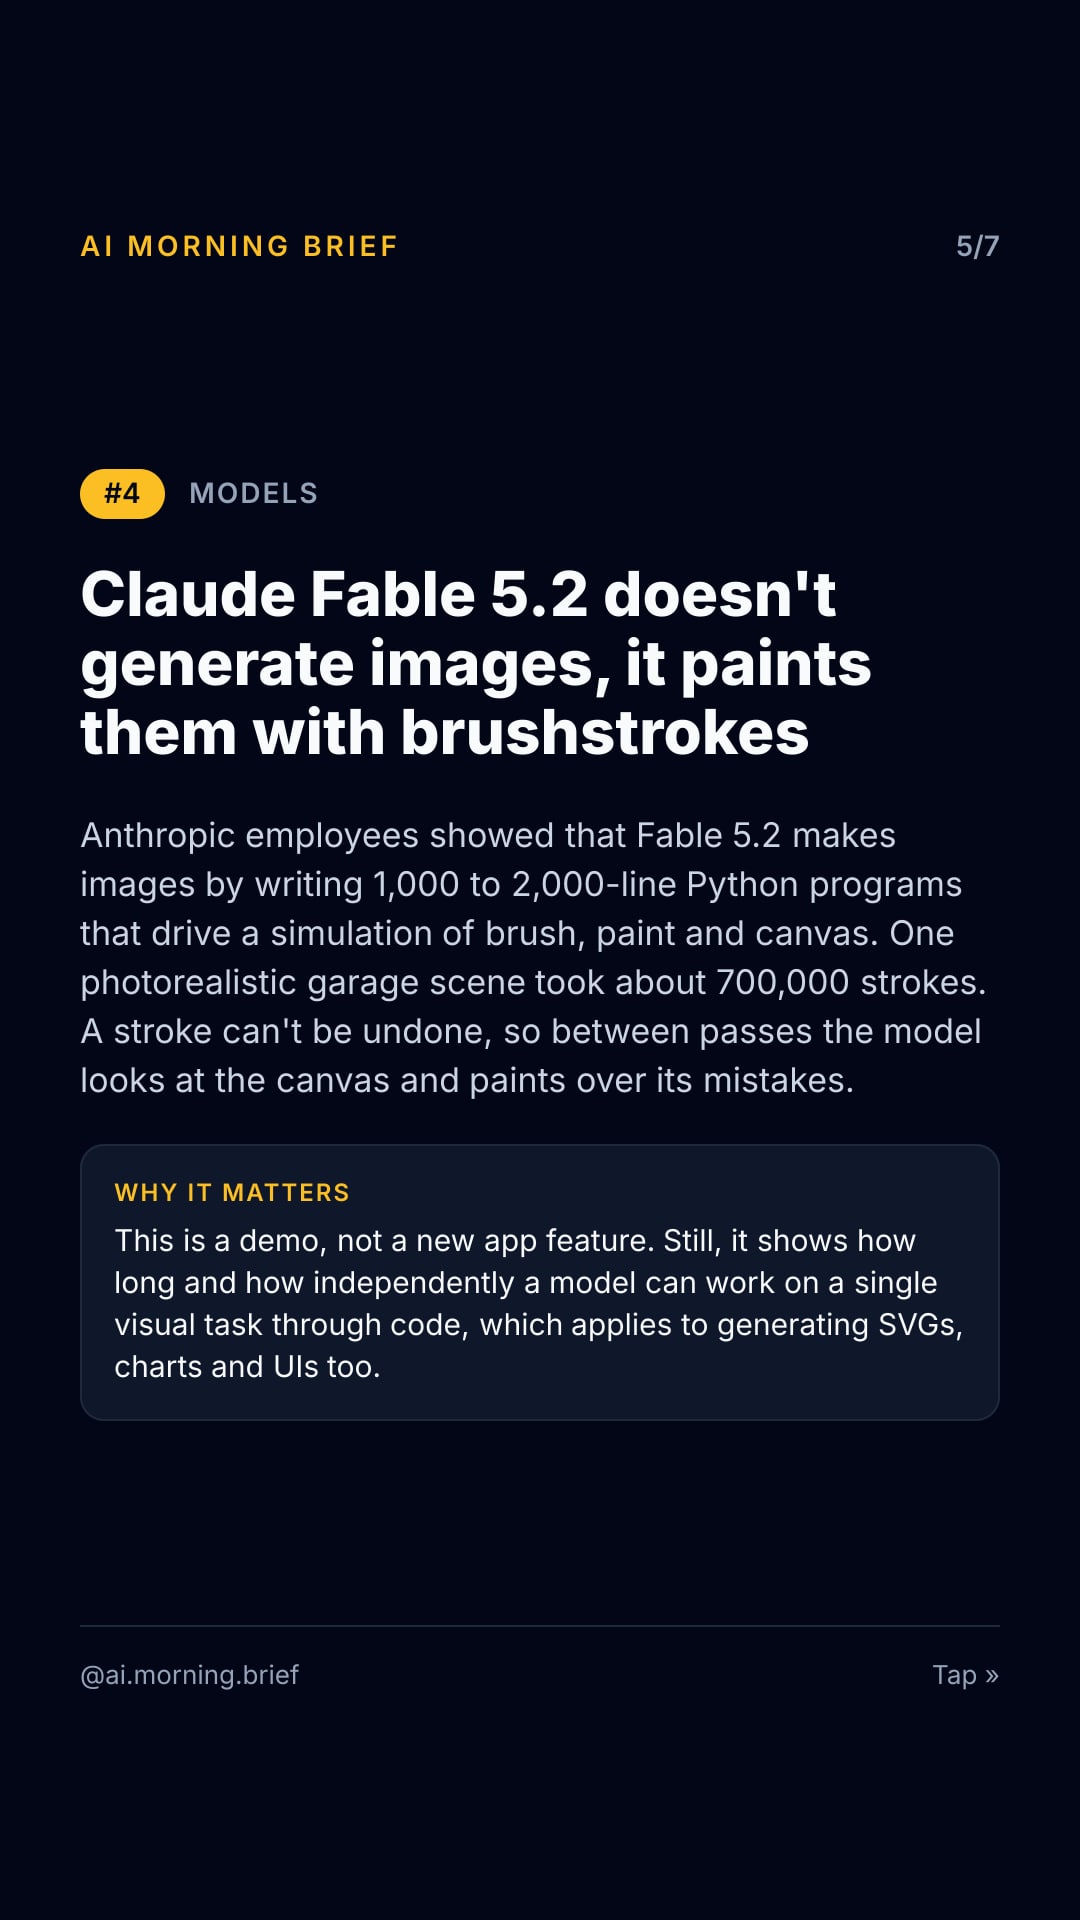 AI MORNING BRIEF
5/7
#4 MODELS
Claude Fable 5.2 doesn't
generate images, it paints
them with brushstrokes
Anthropic employees showed that Fable 5.2 makes
images by writing 1,000 to 2,000-line Python programs
that drive a simulation of brush, paint and canvas. One
photorealistic garage scene took about 700,000 strokes.
A stroke can't be undone, so between passes the model
looks at the canvas and paints over its mistakes.
WHY IT MATTERS
This is a demo, not a new app feature. Still, it shows how
long and how independently a model can work on a single
visual task through code, which applies to generating SVGs,
charts and UIs too.
@ai.morning.brief
Tap »